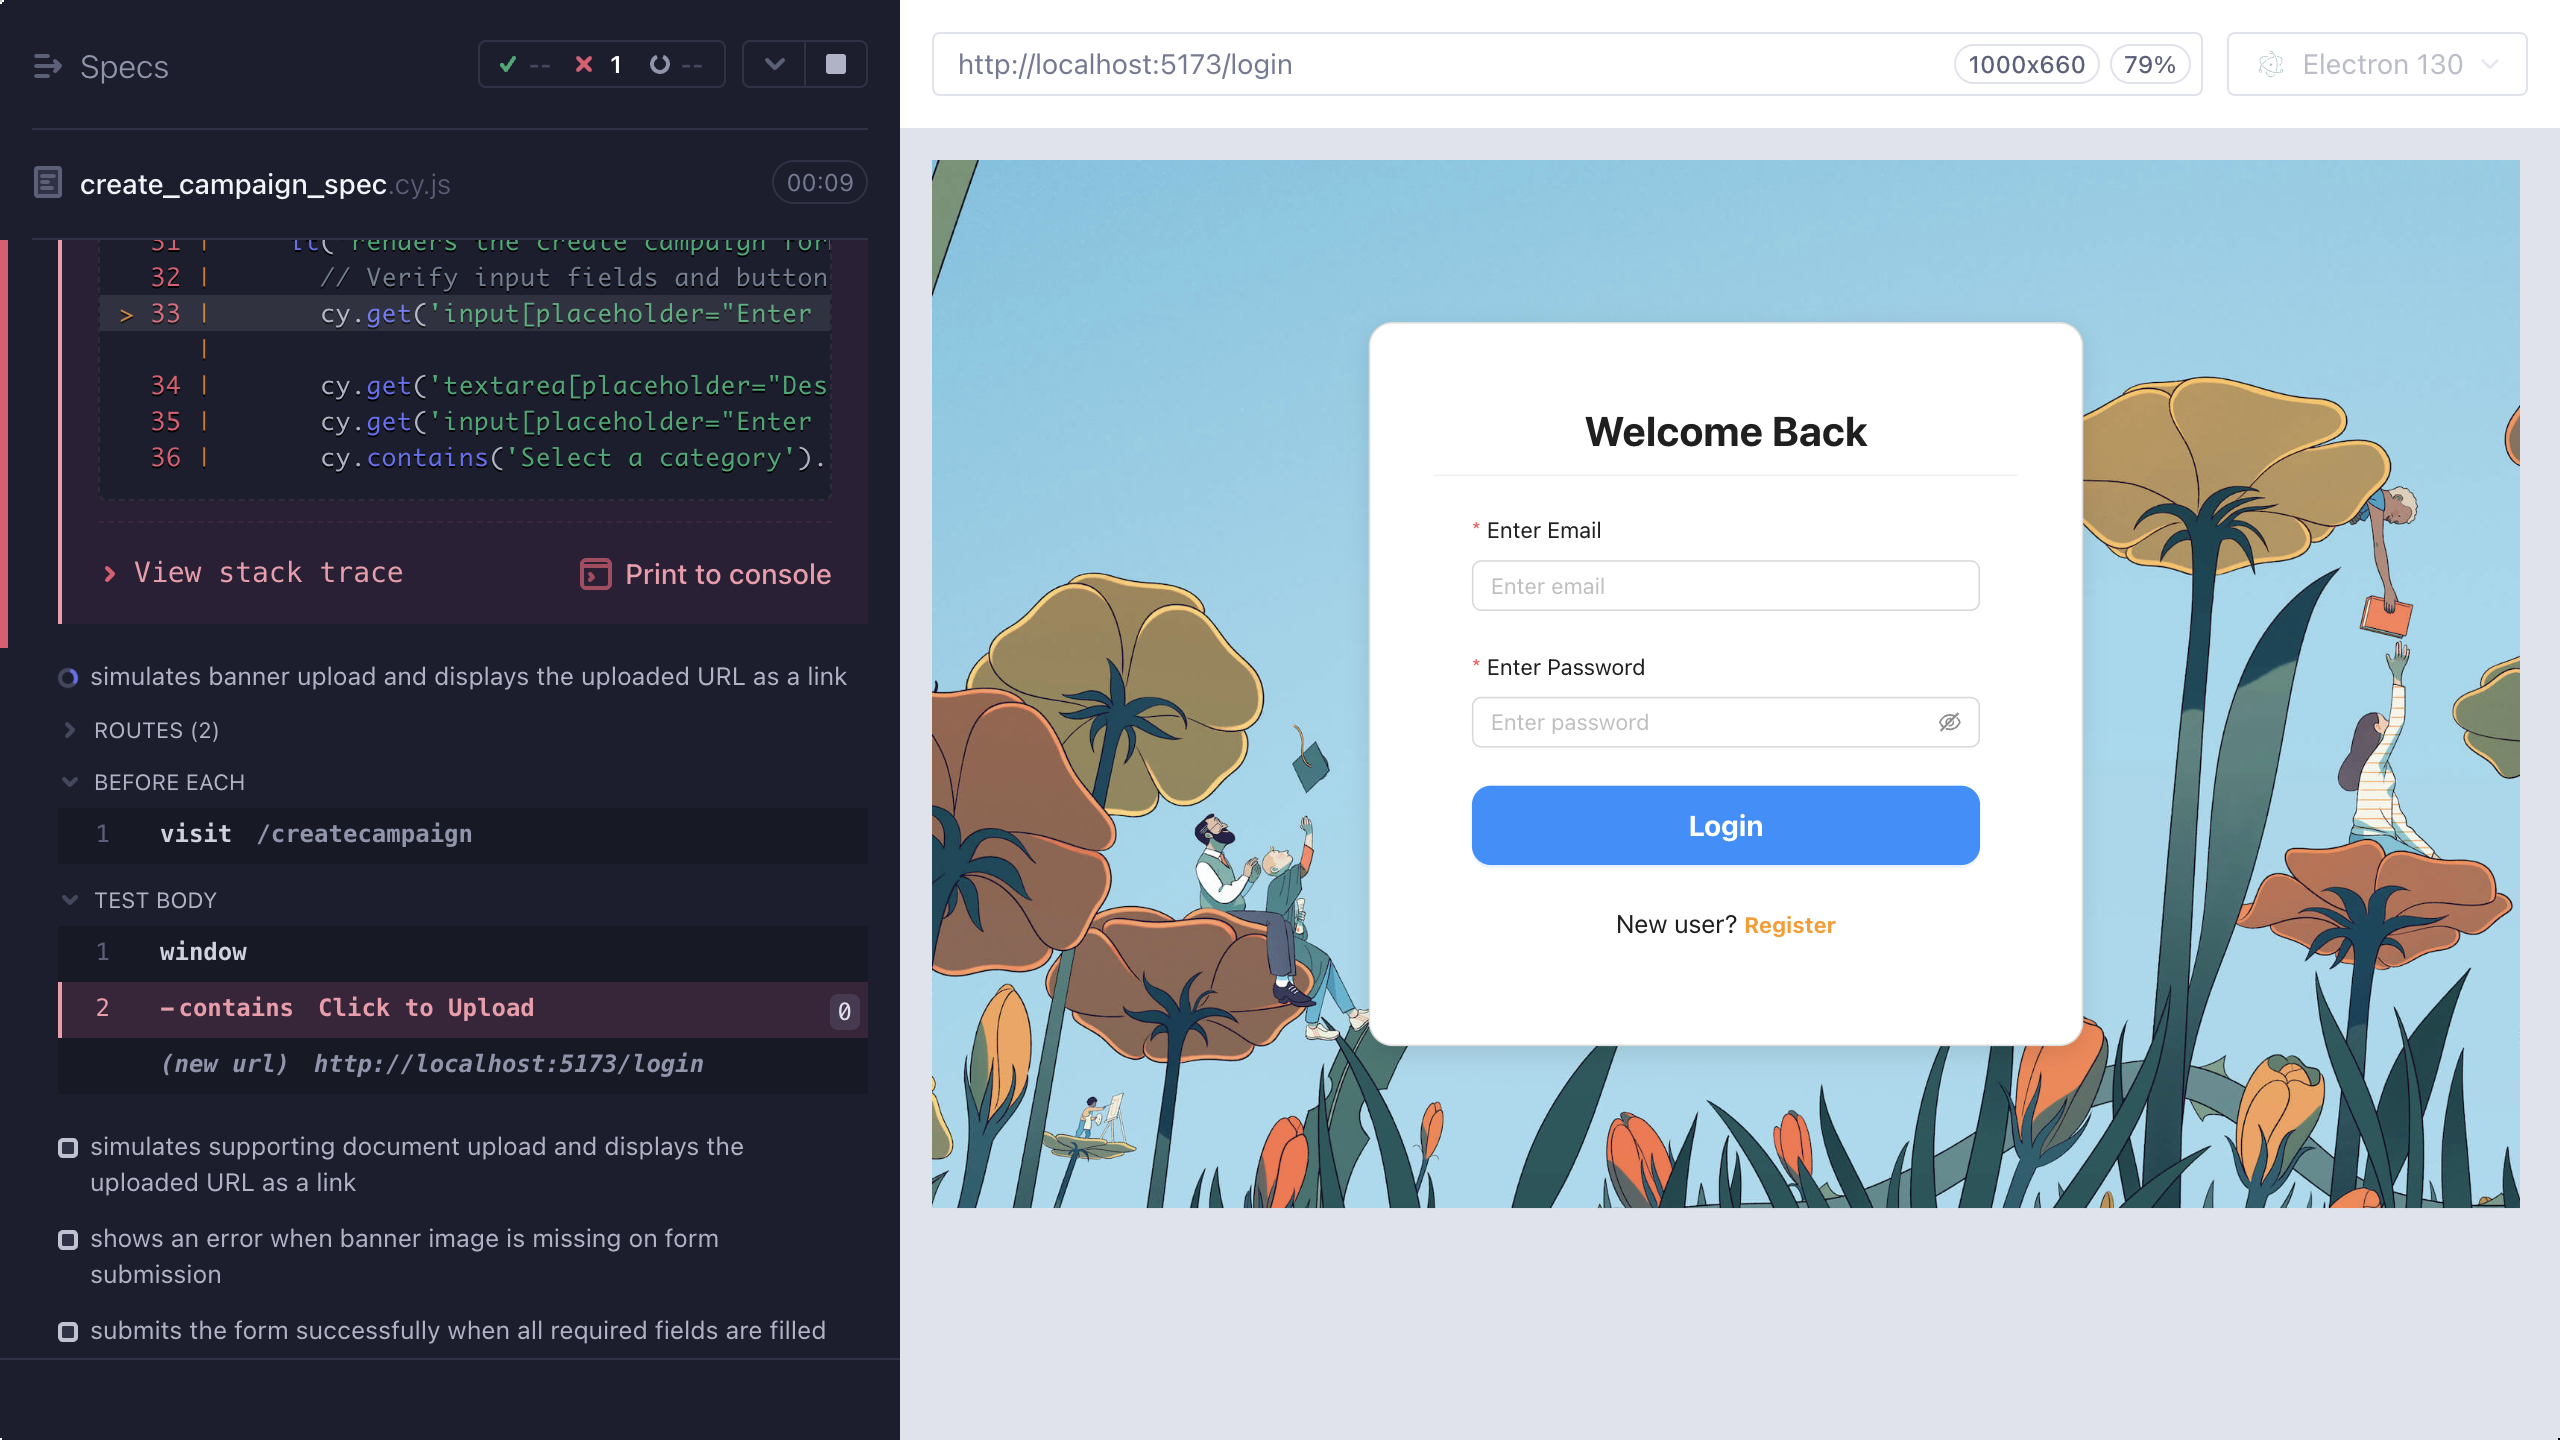 Specs
-- 1 --
create_campaign_spec.cy.js
00:09
31 | it('renders the create campaign for
32 | // Verify input fields and button
> 33 | cy.get('input[placeholder="Enter
|
34 | cy.get('textarea[placeholder="Des
35 | cy.get('input[placeholder="Enter
36 | cy.contains('Select a category').
View stack trace
Print to console
simulates banner upload and displays the uploaded URL as a link
ROUTES (2)
BEFORE EACH
1 visit /createcampaign
TEST BODY
1 window
2 -contains Click to Upload 0
(new url) http://localhost:5173/login
simulates supporting document upload and displays the
uploaded URL as a link
shows an error when banner image is missing on form
submission
submits the form successfully when all required fields are filled
http://localhost:5173/login
1000x660
79%
Electron 130
Welcome Back
* Enter Email
Enter email
* Enter Password
Enter password
Login
New user? Register